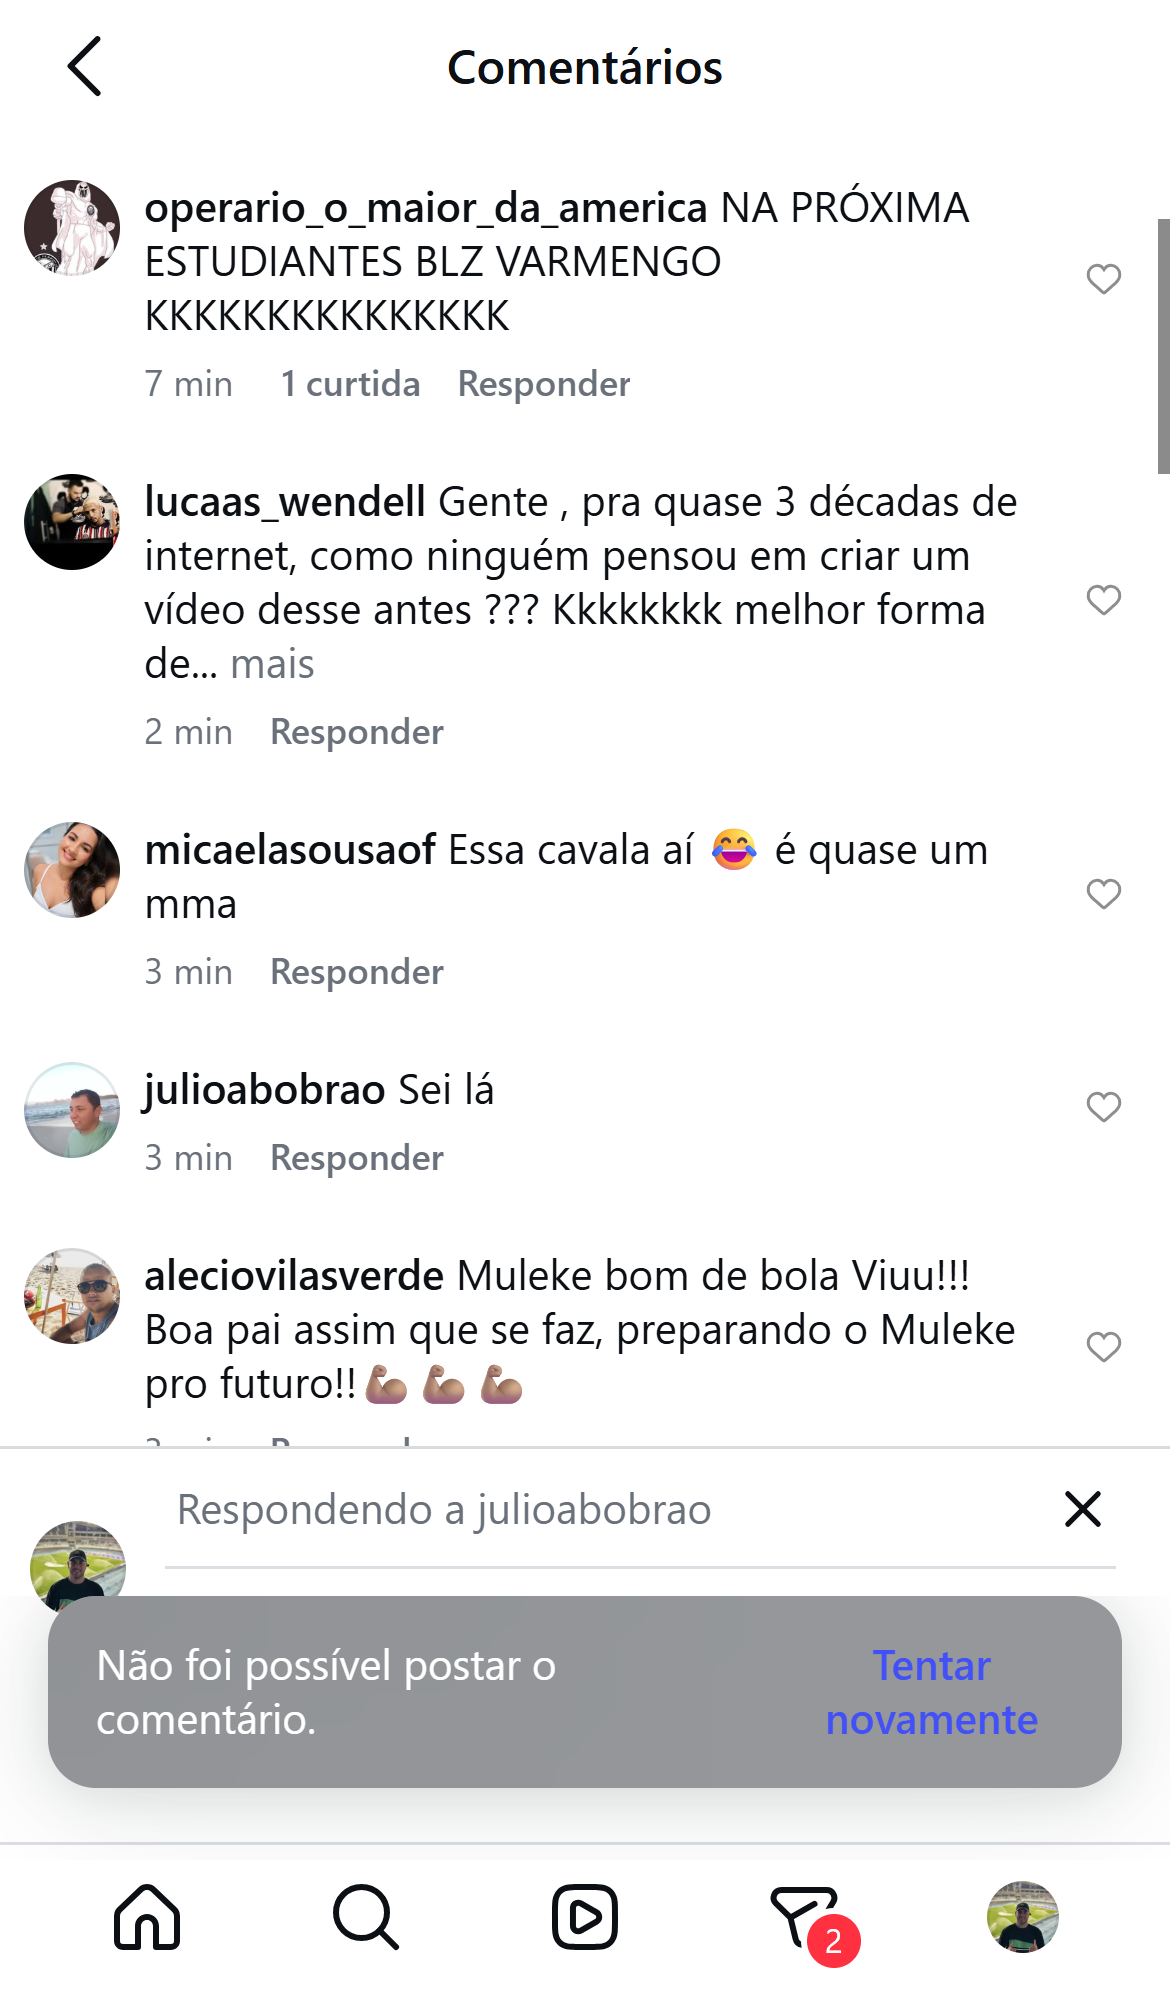 Comentários
operario_o_maior_da_america NA PRÓXIMA
ESTUDIANTES BLZ VARMENGO
KKKKKKKKKKKKKKK
7 min 1 curtida Responder
lucaas_wendell Gente , pra quase 3 décadas de
internet, como ninguém pensou em criar um
vídeo desse antes ??? Kkkkkkkk melhor forma
de... mais
2 min Responder
micaelasousaof Essa cavala aí 😂 é quase um
mma
3 min Responder
julioabobrao Sei lá
3 min Responder
aleciovilasverde Muleke bom de bola Viuu!!!
Boa pai assim que se faz, preparando o Muleke
pro futuro!!💪🏽💪🏽💪🏽
Respondendo a julioabobrao
Não foi possível postar o
comentário.
Tentar
novamente
2